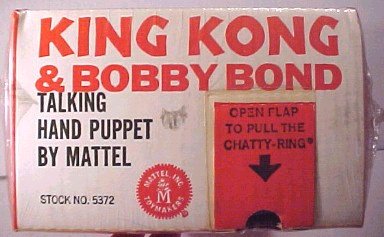 KING KONG
& BOBBY BOND
TALKING
HAND PUPPET
BY MATTEL
STOCK NO. 5372
MATTEL, INC.
M
TOYMAKERS
®
OPEN FLAP
TO PULL THE
CHATTY-RING®